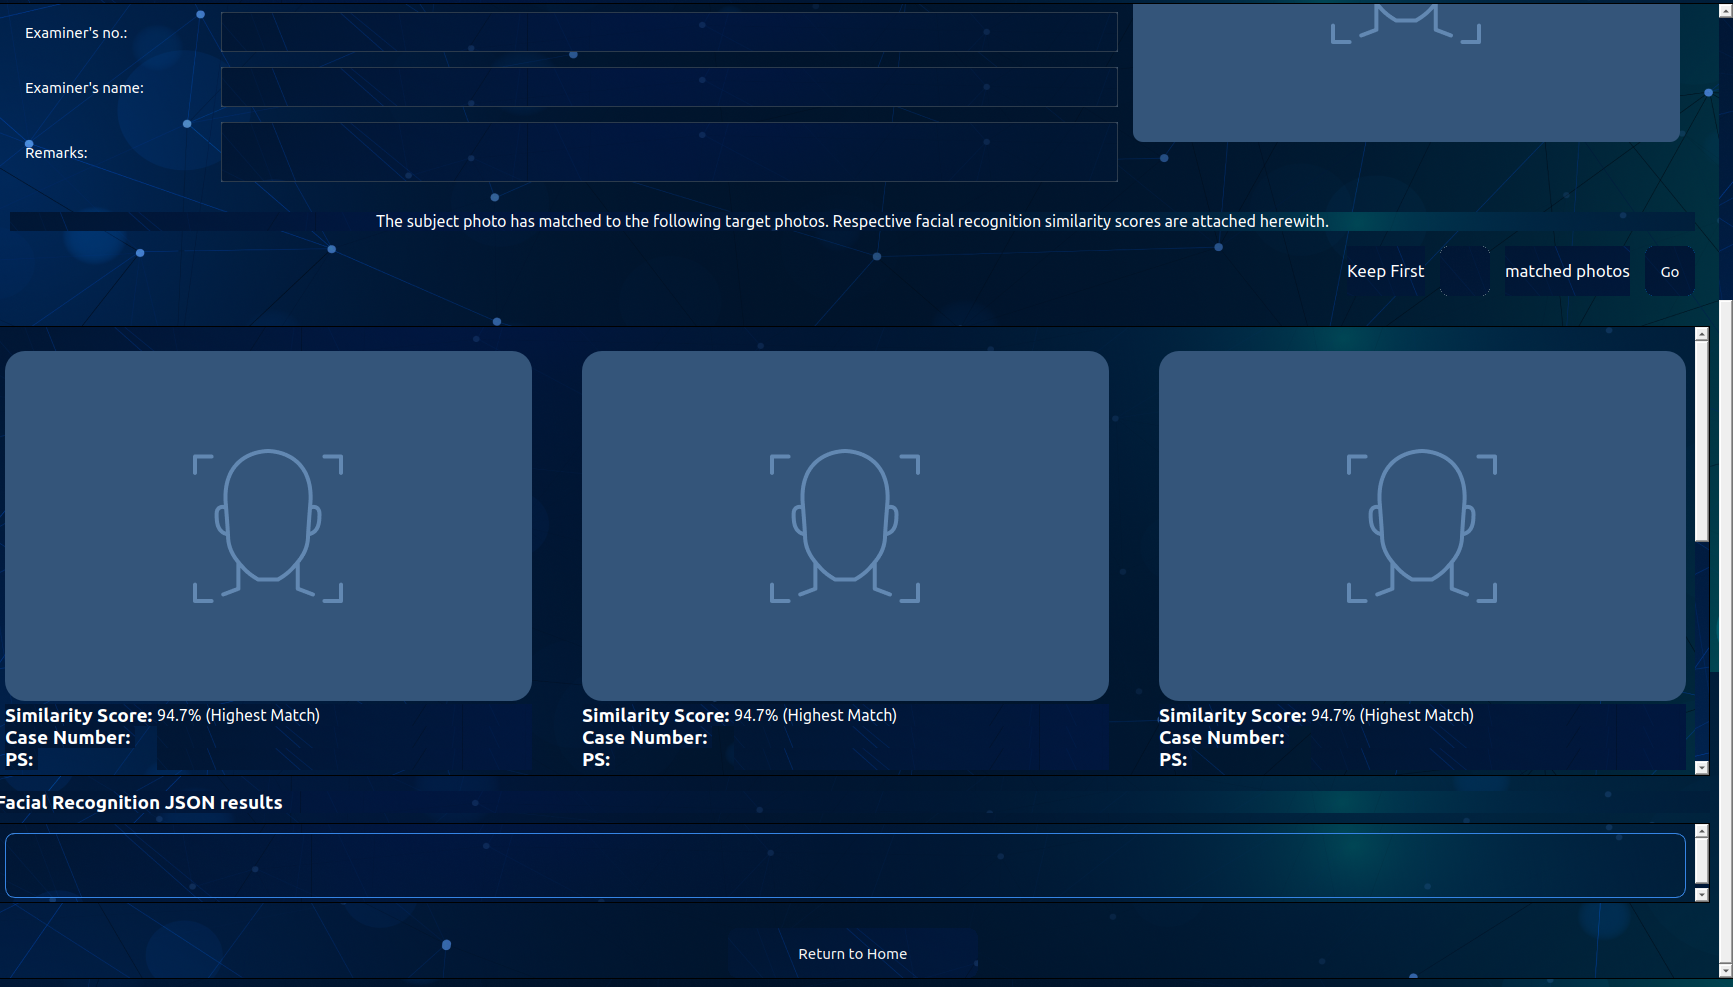 Examiner's no.:
Examiner's name:
Remarks:
The subject photo has matched to the following target photos. Respective facial recognition similarity scores are attached herewith.
Keep First matched photos Go
Similarity Score: 94.7% (Highest Match)
Case Number:
PS:
Similarity Score: 94.7% (Highest Match)
Case Number:
PS:
Similarity Score: 94.7% (Highest Match)
Case Number:
PS:
Facial Recognition JSON results
Return to Home